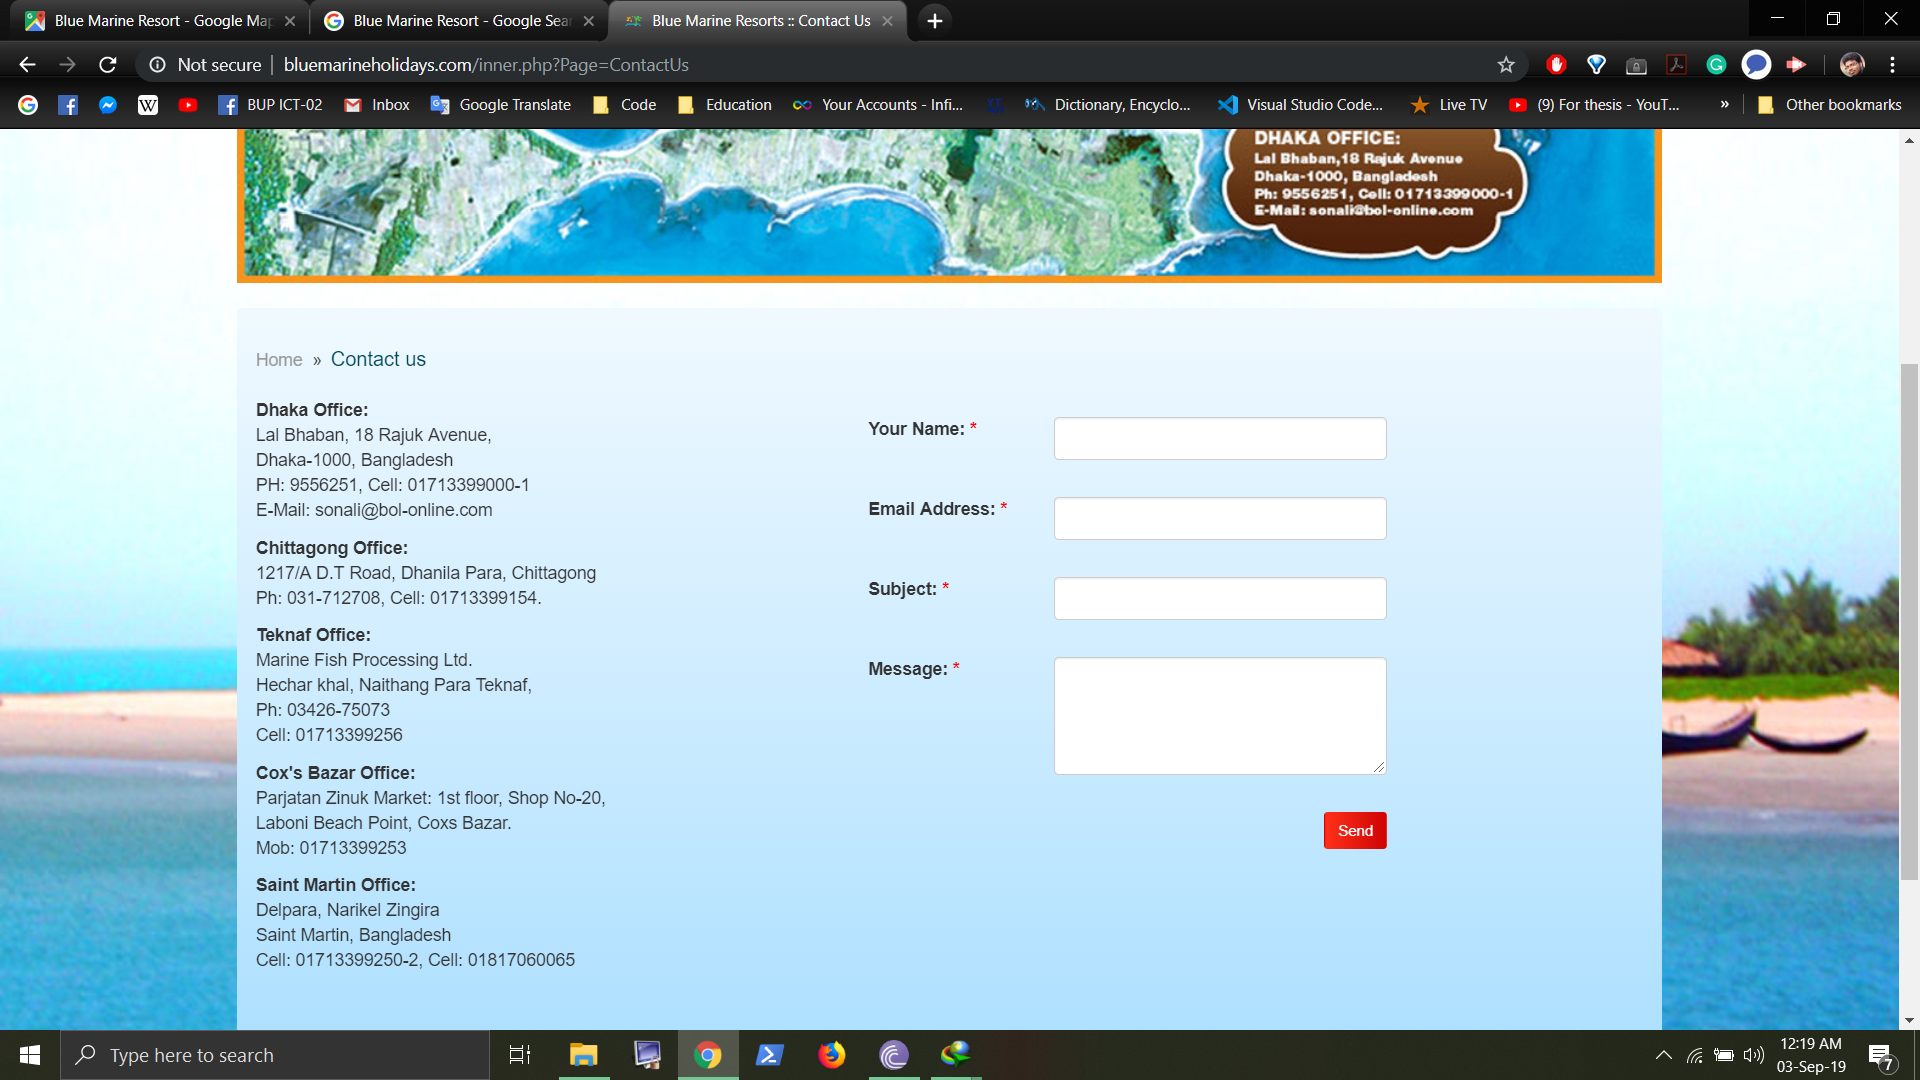 Blue Marine Resort - Google Map
Blue Marine Resort - Google Sear
Blue Marine Resorts :: Contact Us
Not secure | bluemarineholidays.com/inner.php?Page=ContactUs
BUP ICT-02
Inbox
Google Translate
Code
Education
Your Accounts - Infi...
Dictionary, Encyclo...
Visual Studio Code...
Live TV
(9) For thesis - YouT...
»
Other bookmarks
DHAKA OFFICE:
Lal Bhaban,18 Rajuk Avenue
Dhaka-1000, Bangladesh
Ph: 9556251, Cell: 01713399000-1
E-Mail: sonali@bol-online.com
Home » Contact us
Dhaka Office:
Lal Bhaban, 18 Rajuk Avenue,
Dhaka-1000, Bangladesh
PH: 9556251, Cell: 01713399000-1
E-Mail: sonali@bol-online.com
Chittagong Office:
1217/A D.T Road, Dhanila Para, Chittagong
Ph: 031-712708, Cell: 01713399154.
Teknaf Office:
Marine Fish Processing Ltd.
Hechar khal, Naithang Para Teknaf,
Ph: 03426-75073
Cell: 01713399256
Cox's Bazar Office:
Parjatan Zinuk Market: 1st floor, Shop No-20,
Laboni Beach Point, Coxs Bazar.
Mob: 01713399253
Saint Martin Office:
Delpara, Narikel Zingira
Saint Martin, Bangladesh
Cell: 01713399250-2, Cell: 01817060065
Your Name: *
Email Address: *
Subject: *
Message: *
Send
Type here to search
12:19 AM
03-Sep-19
7